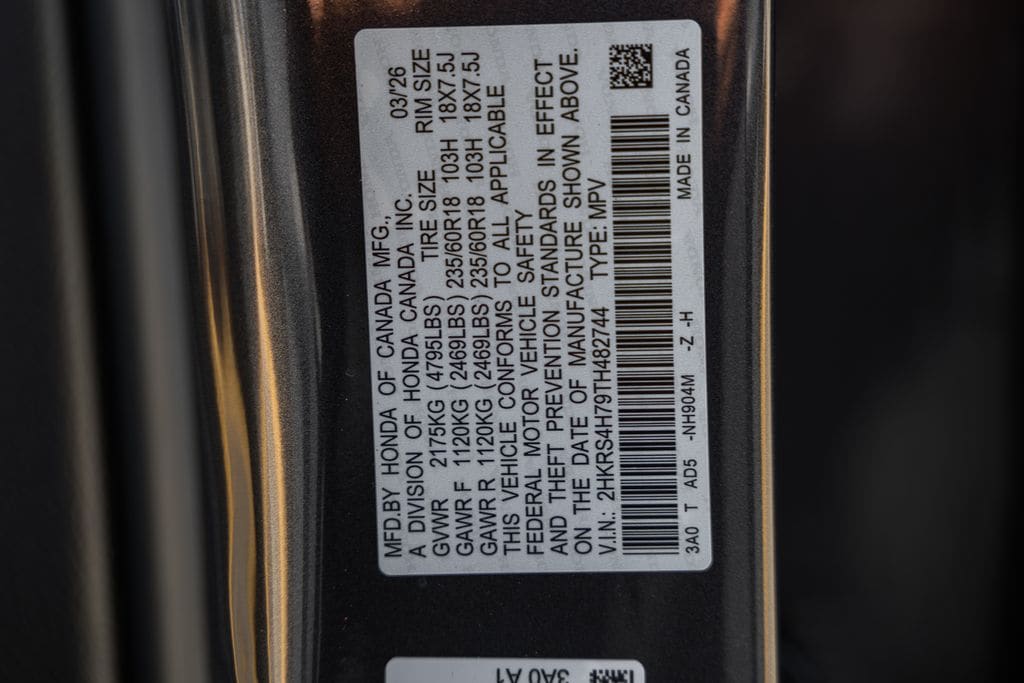 MFD.BY HONDA OF CANADA MFG.,
A DIVISION OF HONDA CANADA INC. 03/'26
GVWR 2175KG (4795LBS) TIRE SIZE RIM SIZE
GAWR F 1120KG (2469LBS) 235/60R18 103H 18X7.5J
GAWR R 1120KG (2469LBS) 235/60R18 103H 18X7.5J
THIS VEHICLE CONFORMS TO ALL APPLICABLE
FEDERAL MOTOR VEHICLE SAFETY
AND THEFT PREVENTION STANDARDS IN EFFECT
ON THE DATE OF MANUFACTURE SHOWN ABOVE.
V.I.N.: 2HKRS4H79TH482744 TYPE: MPV
3A0 T AD5 -NH904M -Z -H MADE IN CANADA
3A0 A1